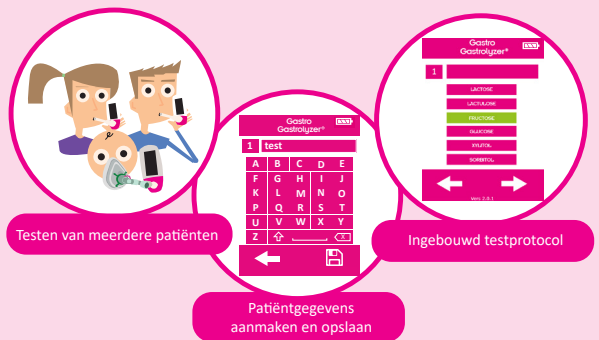 Testen van meerdere patiënten
Gastro
Gastrolyzer®
1 test
A B C D E
F G H I J
K L M N O
P Q R S T
U V W X Y
Z
Patiëntgegevens
aanmaken en opslaan
Gastro
Gastrolyzer®
1
LACTOSE
LACTULOSE
FRUCTOSE
GLUCOSE
XYLITOL
SORBITOL
Vers 2.8.1
Ingebouwd testprotocol